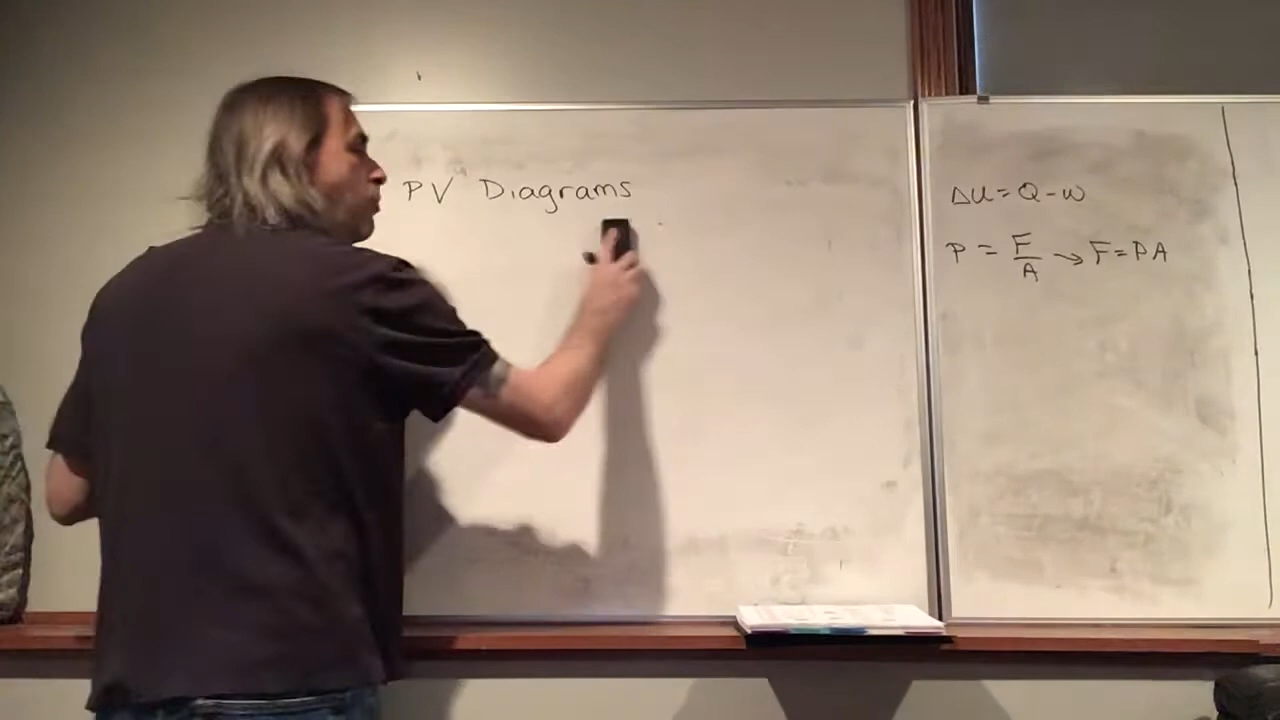 PV Diagrams
ΔU = Q - W
P = F/A → F = PA